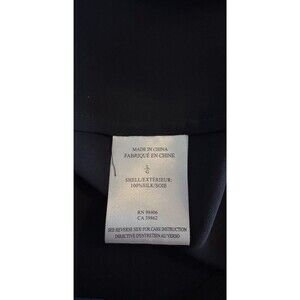 MADE IN CHINA
FABRIQUÉ EN CHINE
SHELL/EXTÉRIEUR:
100%SILK/SOIE
RN 98406
CA 39862
SEE REVERSE SIDE FOR CARE INSTRUCTION
DIRECTIVE D'ENTRETIEN AU VERSO